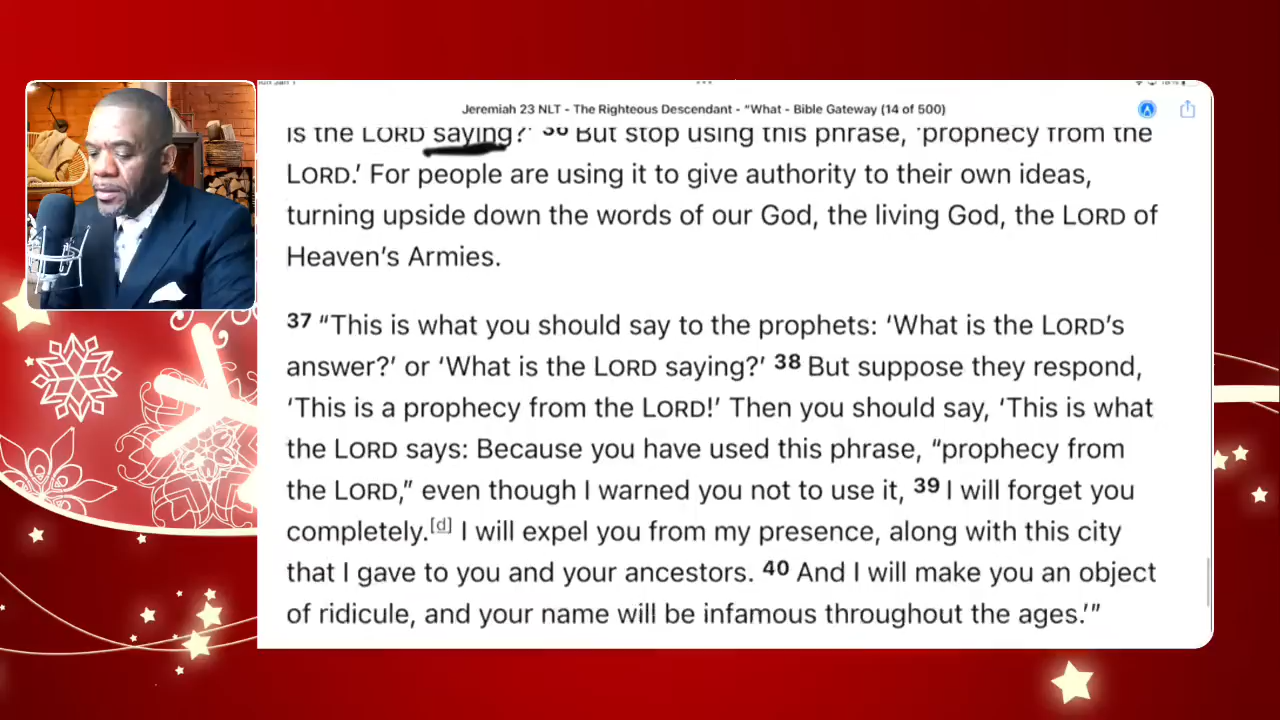 Jeremiah 23 NLT - The Righteous Descendant - “What - Bible Gateway (14 of 500)
is the LORD saying?’ 36 But stop using this phrase, ‘prophecy from the
LORD.’ For people are using it to give authority to their own ideas,
turning upside down the words of our God, the living God, the LORD of
Heaven’s Armies.
37 “This is what you should say to the prophets: ‘What is the LORD’s
answer?’ or ‘What is the LORD saying?’ 38 But suppose they respond,
‘This is a prophecy from the LORD!’ Then you should say, ‘This is what
the LORD says: Because you have used this phrase, “prophecy from
the LORD,” even though I warned you not to use it, 39 I will forget you
completely.[d] I will expel you from my presence, along with this city
that I gave to you and your ancestors. 40 And I will make you an object
of ridicule, and your name will be infamous throughout the ages.’”